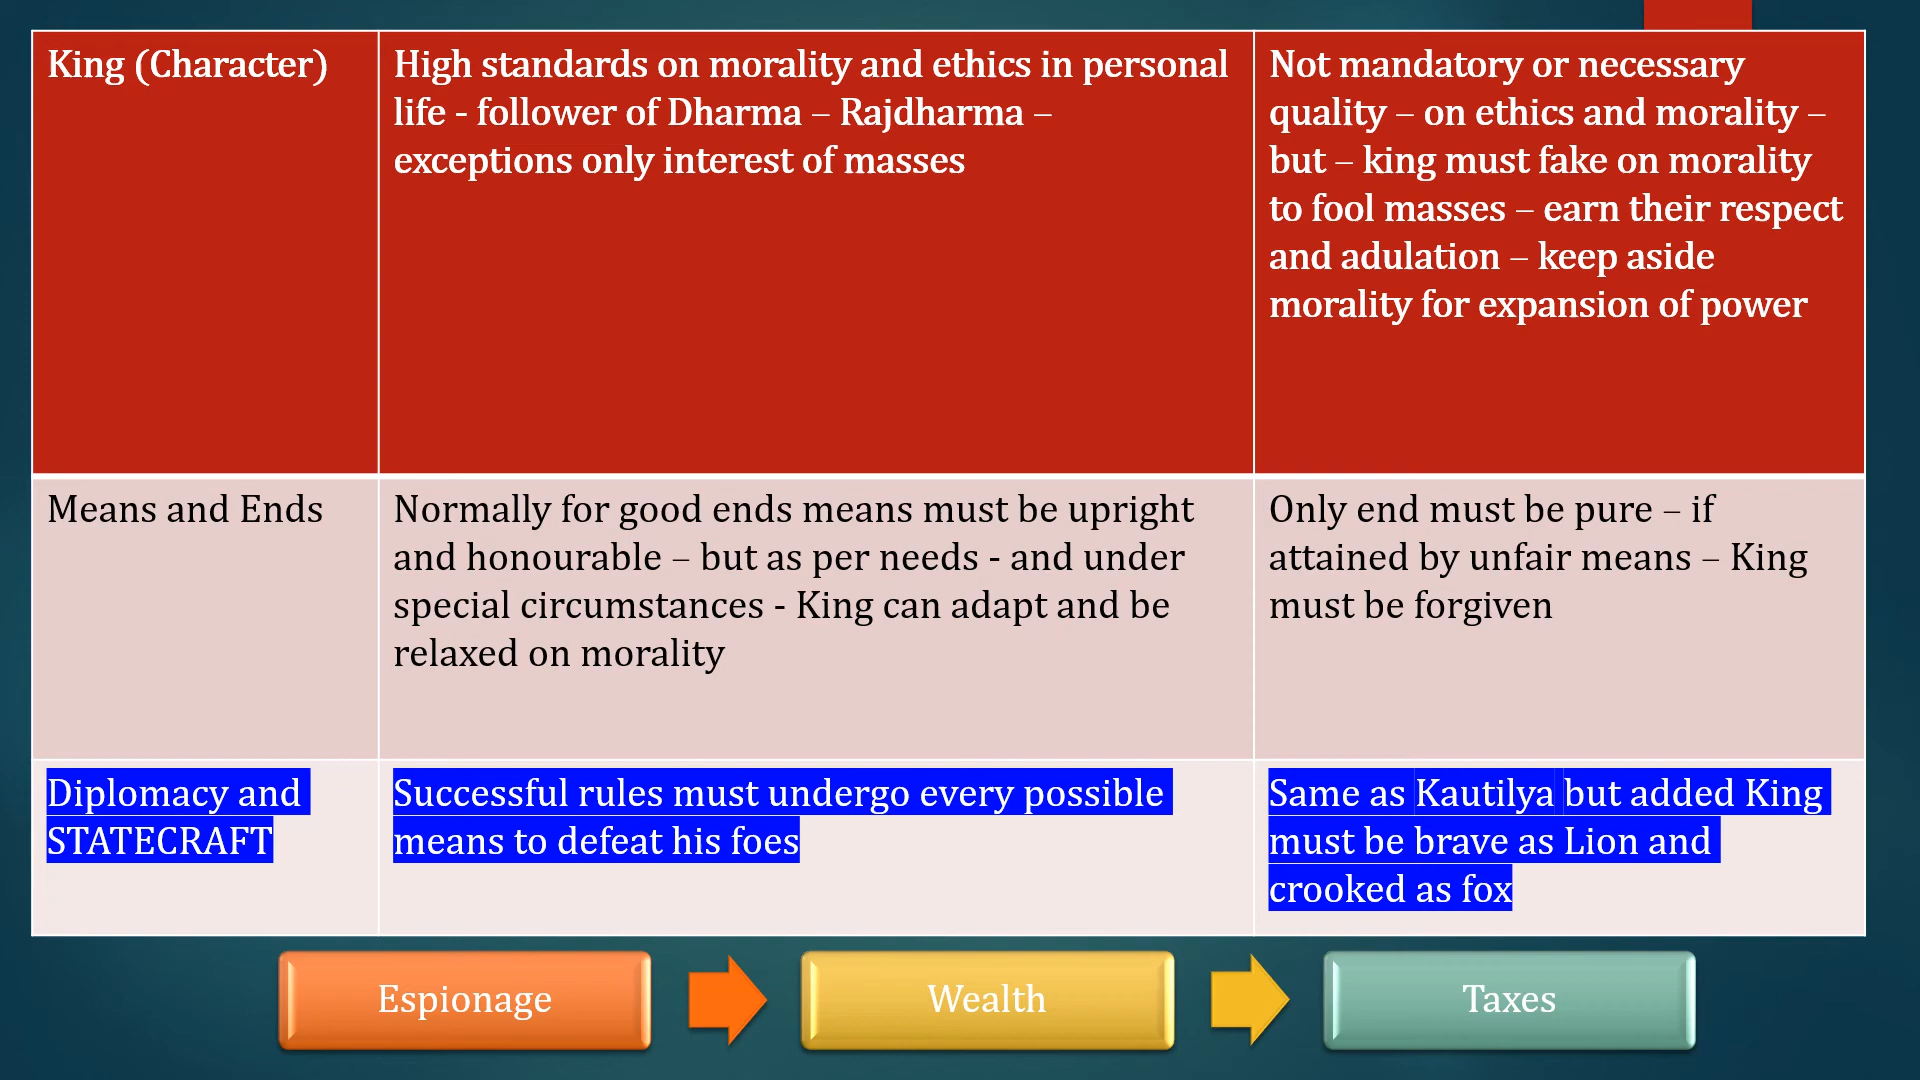 King (Character)
High standards on morality and ethics in personal
life - follower of Dharma – Rajdharma –
exceptions only interest of masses
Not mandatory or necessary
quality – on ethics and morality –
but – king must fake on morality
to fool masses – earn their respect
and adulation – keep aside
morality for expansion of power
Means and Ends
Normally for good ends means must be upright
and honourable – but as per needs - and under
special circumstances - King can adapt and be
relaxed on morality
Only end must be pure – if
attained by unfair means – King
must be forgiven
Diplomacy and
STATECRAFT
Successful rules must undergo every possible
means to defeat his foes
Same as Kautilya but added King
must be brave as Lion and
crooked as fox
Espionage
Wealth
Taxes